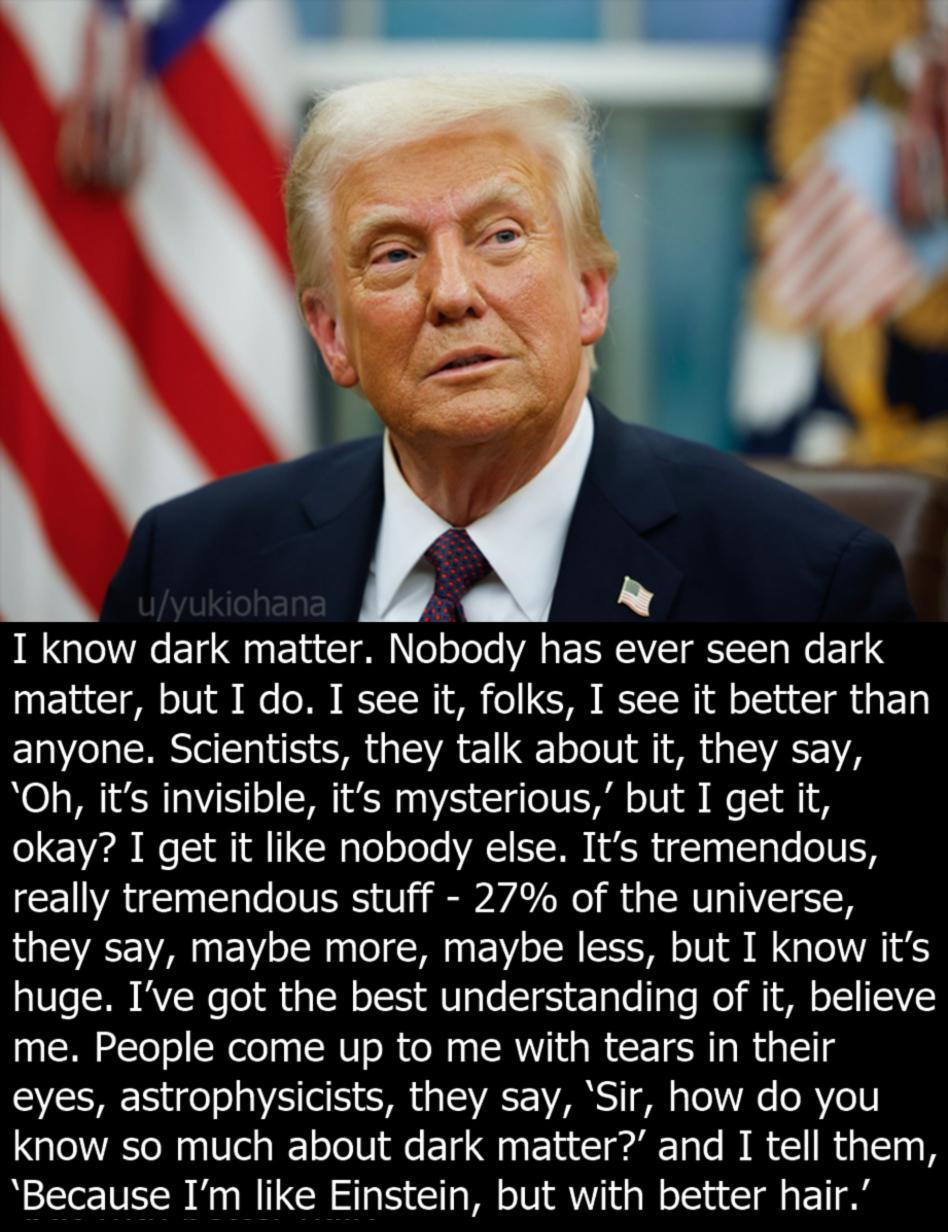 u/yukiohana
I know dark matter. Nobody has ever seen dark
matter, but I do. I see it, folks, I see it better than
anyone. Scientists, they talk about it, they say,
‘Oh, it’s invisible, it’s mysterious,’ but I get it,
okay? I get it like nobody else. It’s tremendous,
really tremendous stuff - 27% of the universe,
they say, maybe more, maybe less, but I know it’s
huge. I’ve got the best understanding of it, believe
me. People come up to me with tears in their
eyes, astrophysicists, they say, ‘Sir, how do you
know so much about dark matter?’ and I tell them,
‘Because I’m like Einstein, but with better hair.’